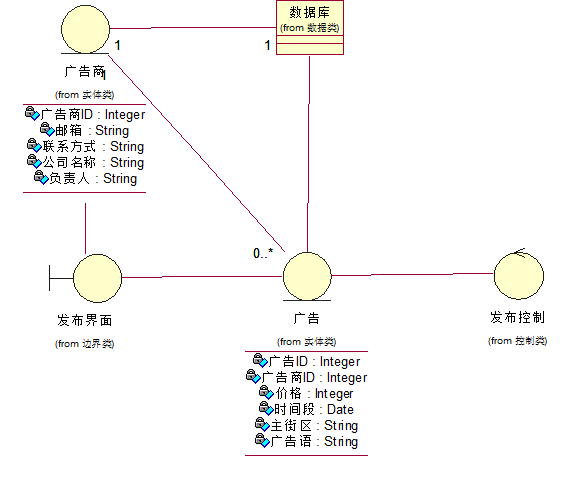 数据库
(from 数据类)
1
1
广告商
1
(from 实体类)
广告商ID : Integer
邮箱 : String
联系方式 : String
公司名称 : String
负责人 : String
0..*
发布界面
(from 边界类)
广告
(from 实体类)
发布控制
(from 控制类)
广告ID : Integer
广告商ID : Integer
价格 : Integer
时间段 : Date
主街区 : String
广告语 : String